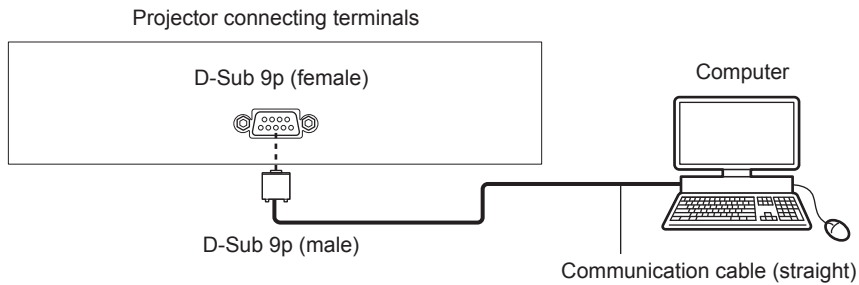 Projector connecting terminals
D-Sub 9p (female)
Computer
D-Sub 9p (male)
Communication cable (straight)